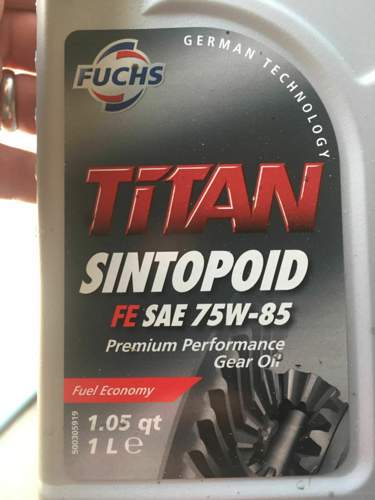 FUCHS
GERMAN TECHNOLOGY
TITAN
SINTOPOID
FE SAE 75W-85
Premium Performance
Gear Oil
Fuel Economy
500305919
1.05 qt
1 L ℮